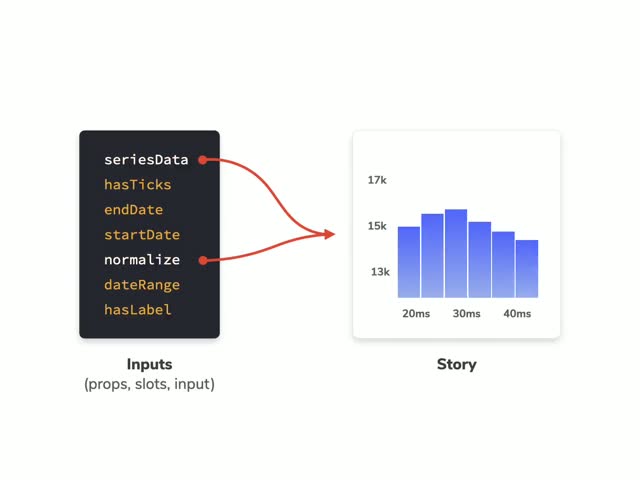 seriesData
hasTicks
endDate
startDate
normalize
dateRange
hasLabel
Inputs
(props, slots, input)
17k
15k
13k
20ms 30ms 40ms
Story